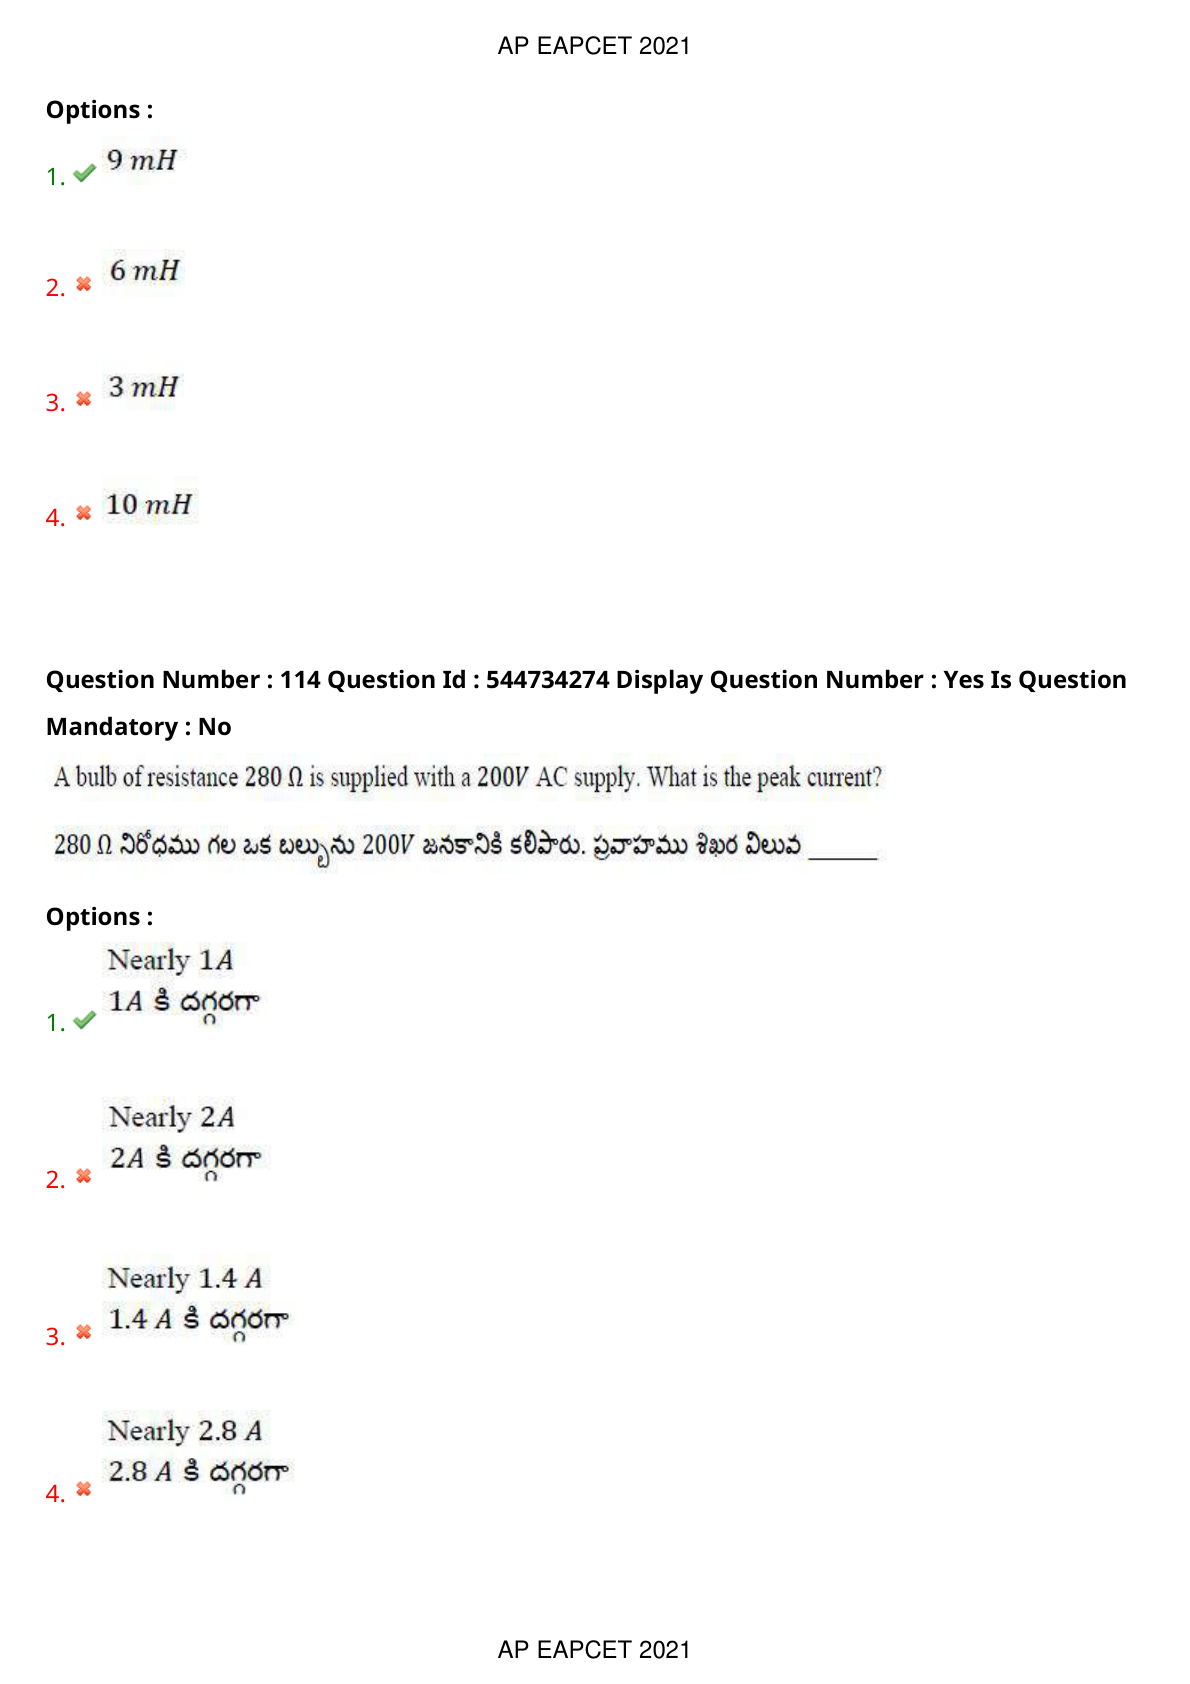 AP EAPCET 2021
Options :
1. 9 mH
2. 6 mH
3. 3 mH
4. 10 mH
Question Number : 114 Question Id : 544734274 Display Question Number : Yes Is Question
Mandatory : No
A bulb of resistance 280 Ω is supplied with a 200V AC supply. What is the peak current?
280 Ω నిరోధము గల ఒక బల్బును 200V జనకానికి కలిపారు. ప్రవాహము శిఖర విలువ ______
Options :
Nearly 1A
1. 1A కి దగ్గరగా
Nearly 2A
2. 2A కి దగ్గరగా
Nearly 1.4 A
3. 1.4 A కి దగ్గరగా
Nearly 2.8 A
4. 2.8 A కి దగ్గరగా
AP EAPCET 2021